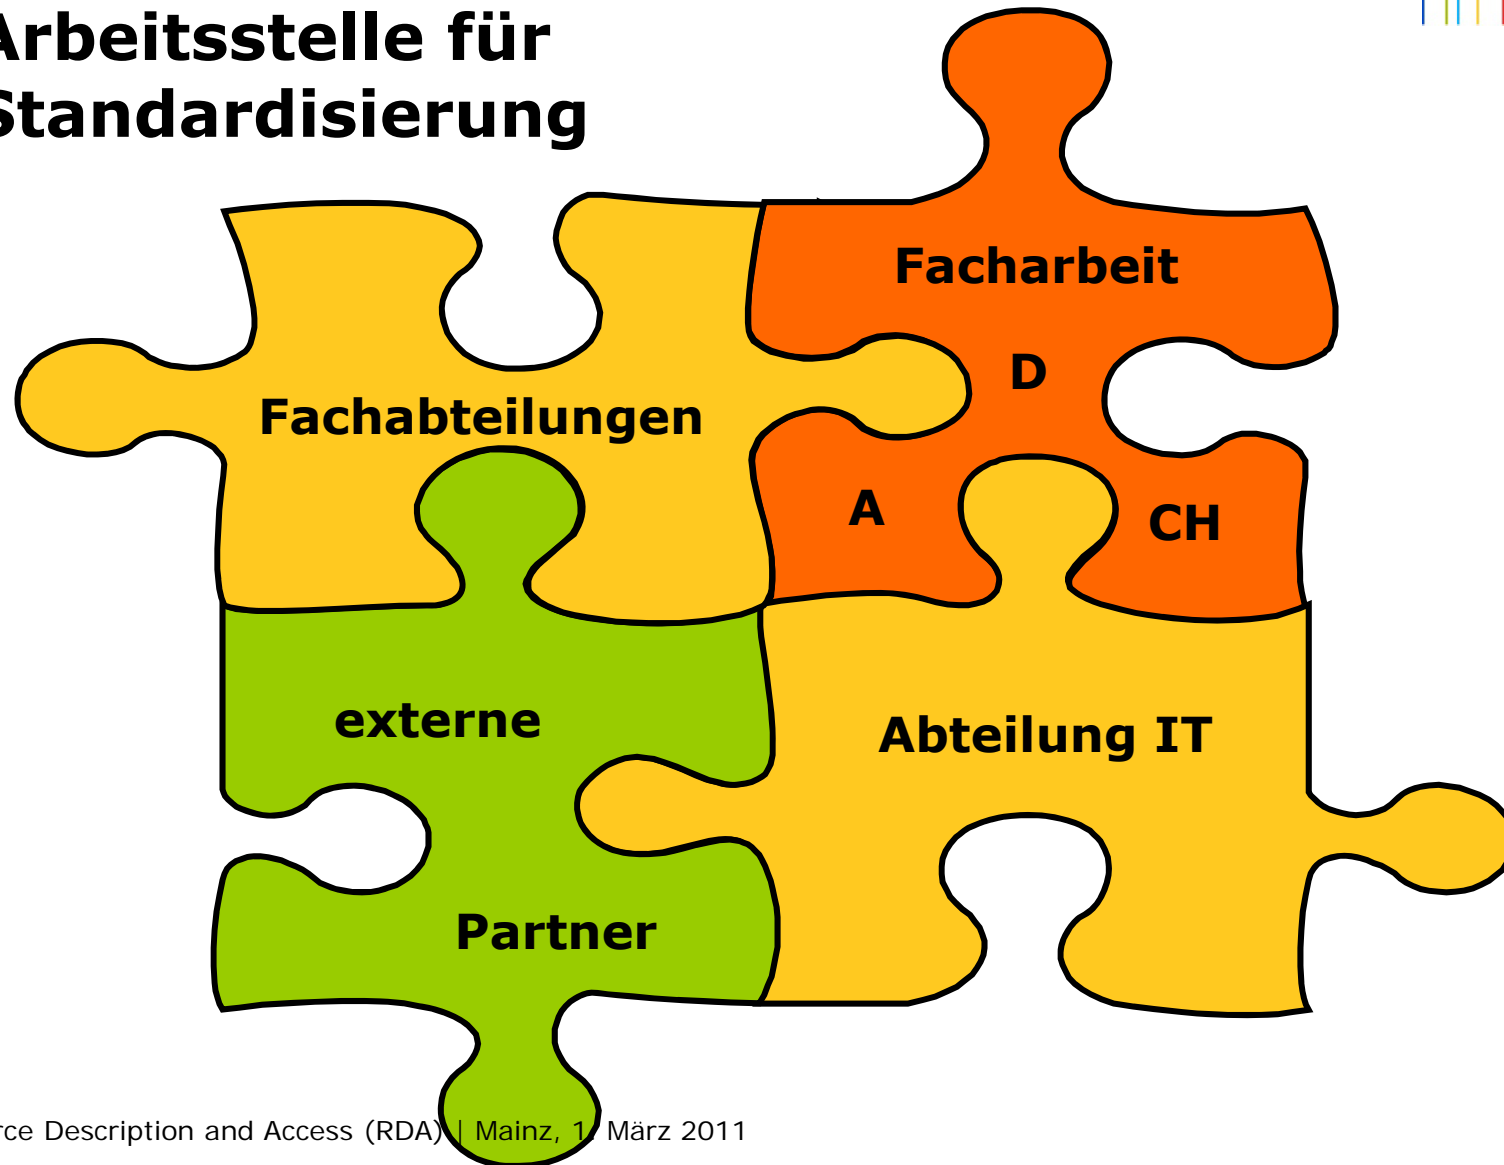 Arbeitsstelle für
Standardisierung
Facharbeit
D
Fachabteilungen
A
CH
externe
Abteilung IT
Partner
rce Description and Access (RDA) | Mainz, 1. März 2011